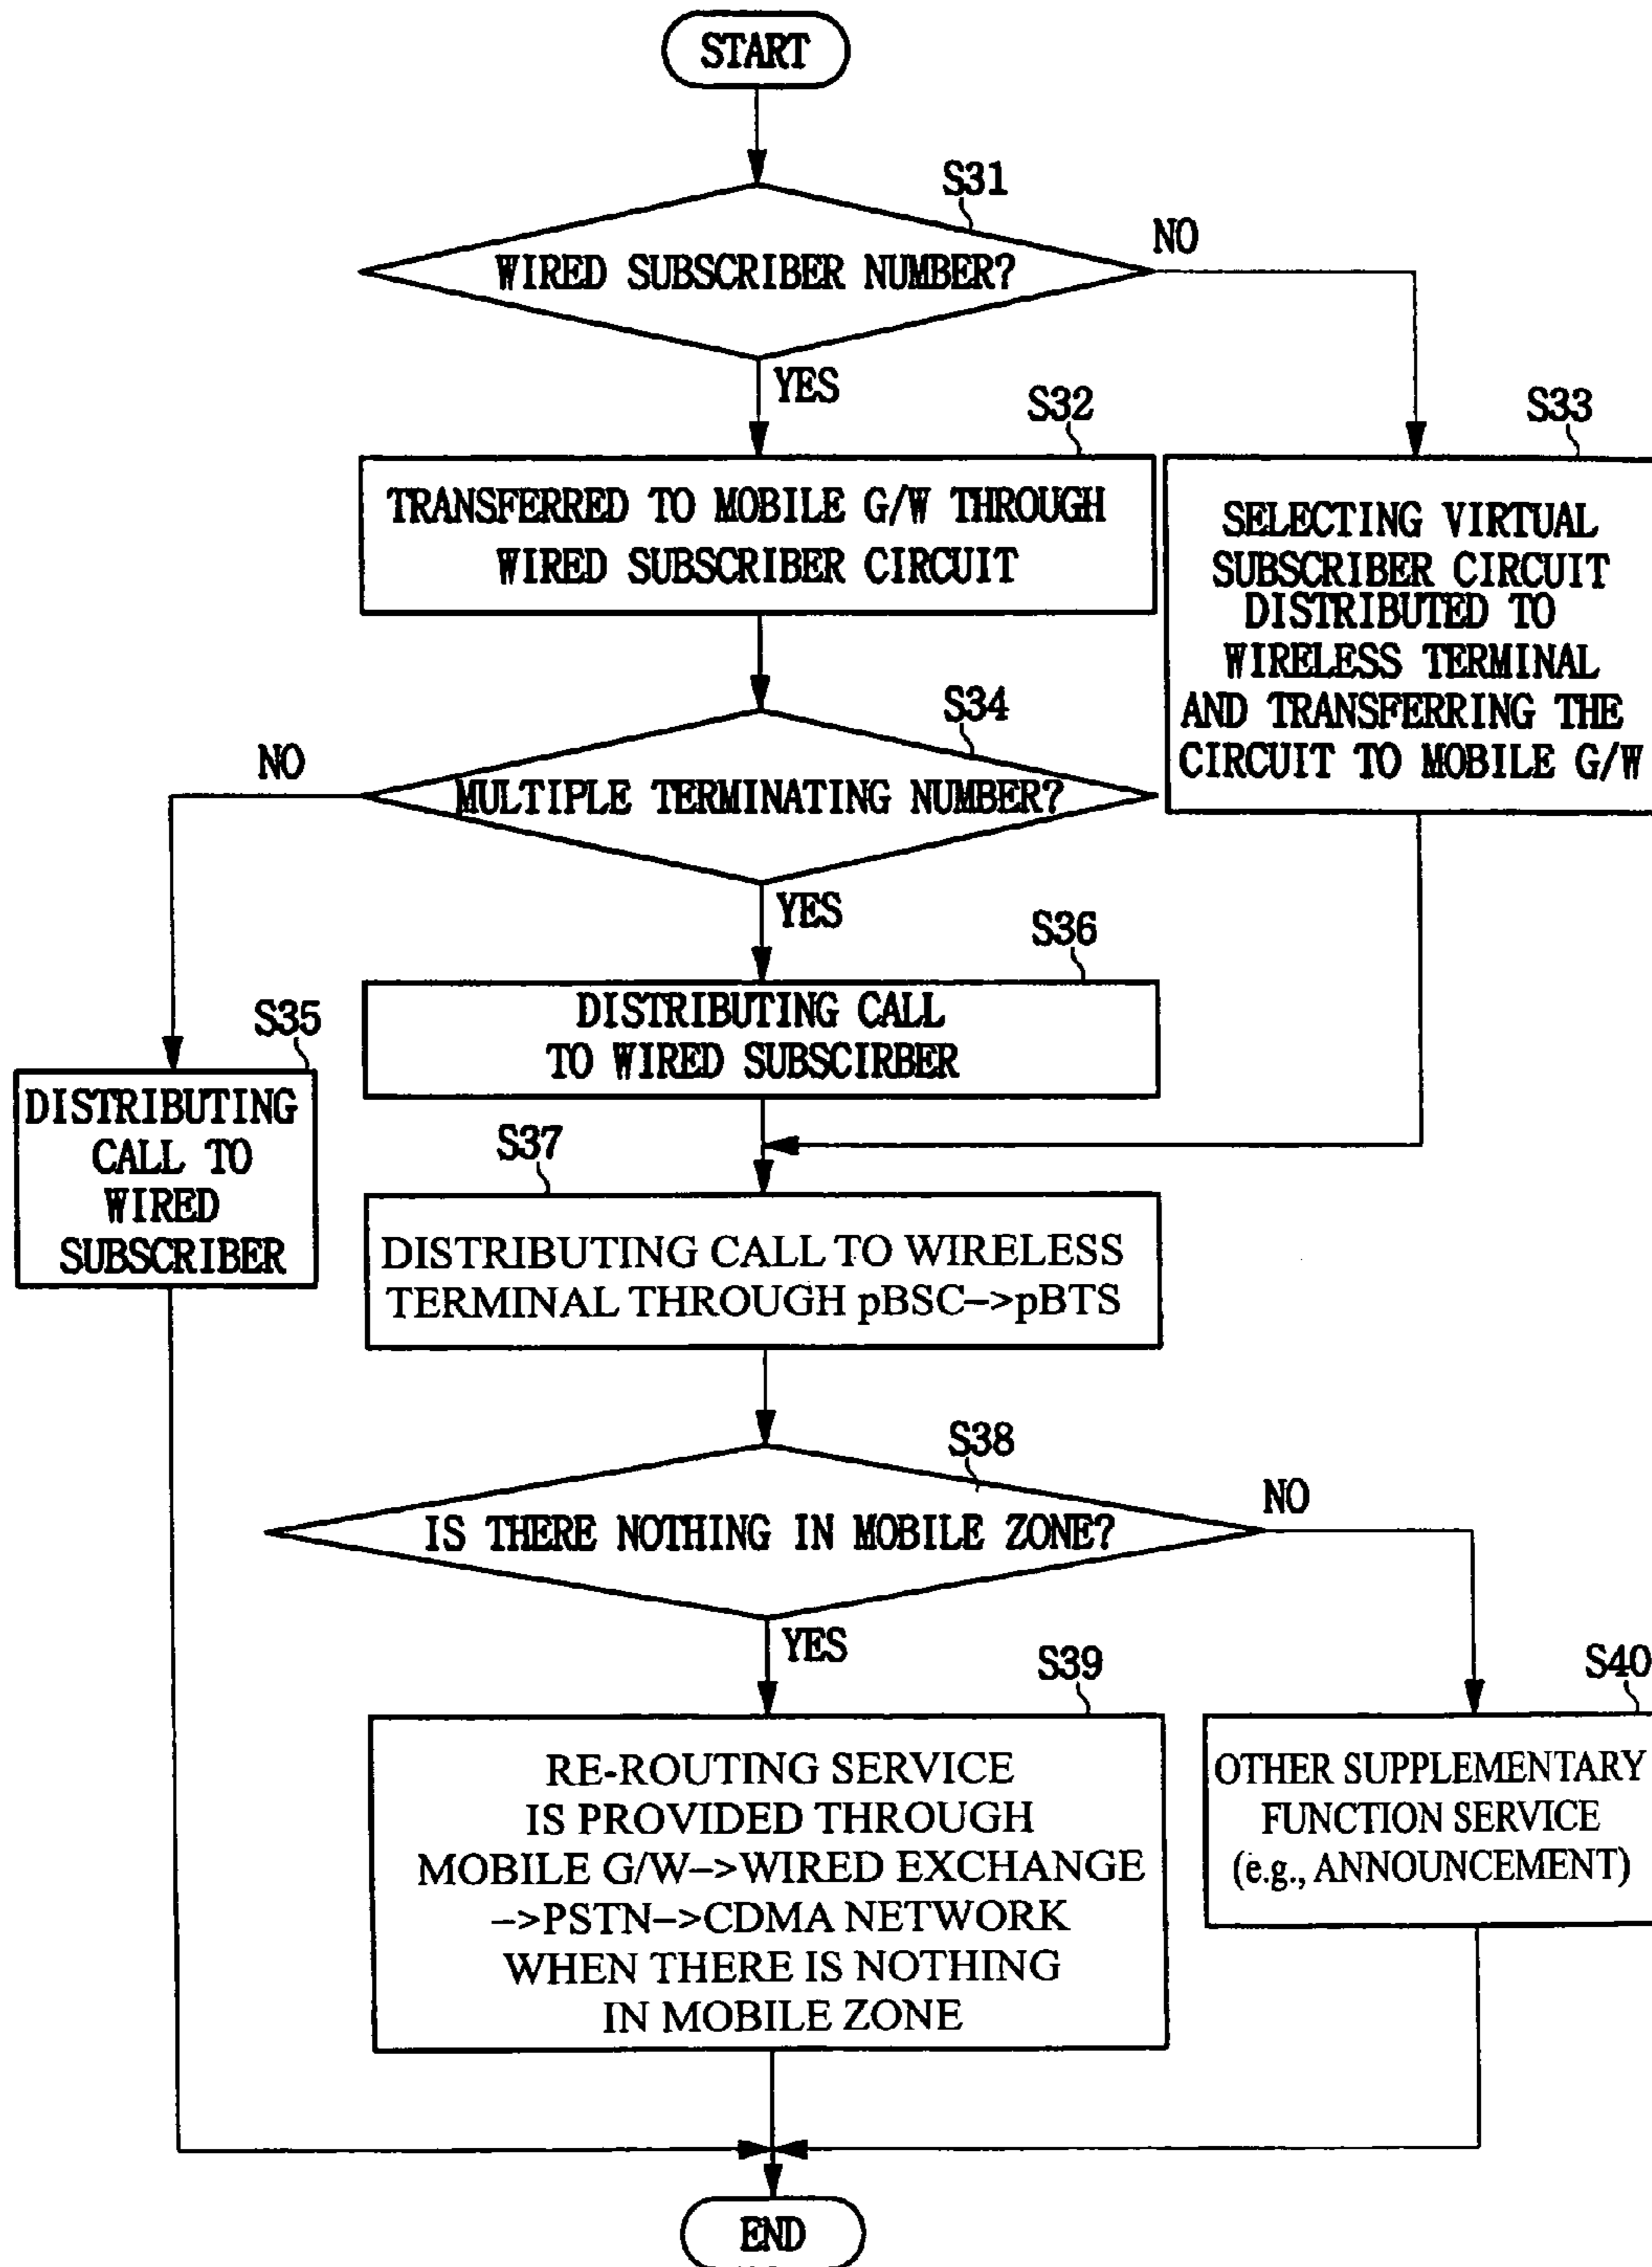 START
S31
WIRED SUBSCRIBER NUMBER?
NO
YES
S32
TRANSFERRED TO MOBILE G/W THROUGH
WIRED SUBSCRIBER CIRCUIT
S33
SELECTING VIRTUAL
SUBSCRIBER CIRCUIT
DISTRIBUTED TO
WIRELESS TERMINAL
AND TRANSFERRING THE
CIRCUIT TO MOBILE G/W
S34
MULTIPLE TERMINATING NUMBER?
NO
YES
S36
DISTRIBUTING CALL
TO WIRED SUBSCIRBER
S35
DISTRIBUTING
CALL TO
WIRED
SUBSCRIBER
S37
DISTRIBUTING CALL TO WIRELESS
TERMINAL THROUGH pBSC–>pBTS
S38
IS THERE NOTHING IN MOBILE ZONE?
NO
YES
S39
RE-ROUTING SERVICE
IS PROVIDED THROUGH
MOBILE G/W–>WIRED EXCHANGE
–>PSTN–>CDMA NETWORK
WHEN THERE IS NOTHING
IN MOBILE ZONE
S40
OTHER SUPPLEMENTARY
FUNCTION SERVICE
(e.g., ANNOUNCEMENT)
END